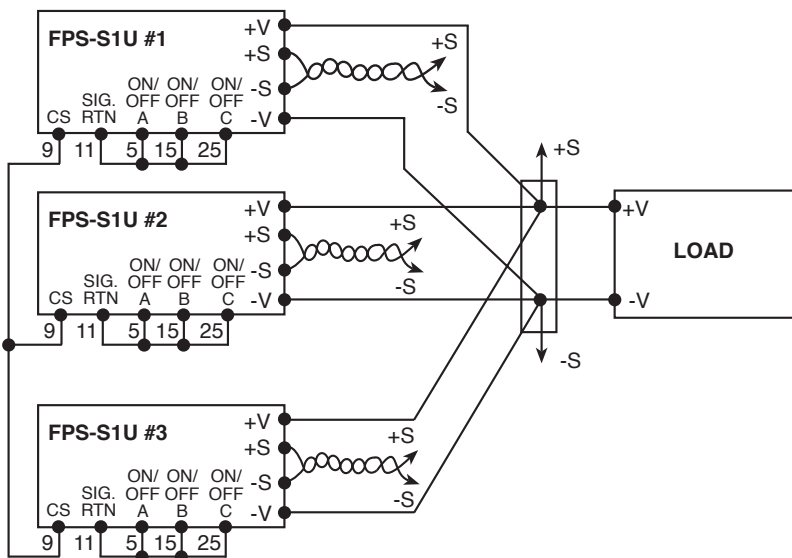 FPS-S1U #1
+V
+S
-S
-V
ON/ ON/ ON/
SIG. OFF OFF OFF
CS RTN A B C
9 11 5 15 25
+S
-S
FPS-S1U #2
+V
+S
-S
-V
ON/ ON/ ON/
SIG. OFF OFF OFF
CS RTN A B C
9 11 5 15 25
+S
-S
FPS-S1U #3
+V
+S
-S
-V
ON/ ON/ ON/
SIG. OFF OFF OFF
CS RTN A B C
9 11 5 15 25
+S
-S
+S
-S
+V
LOAD
-V